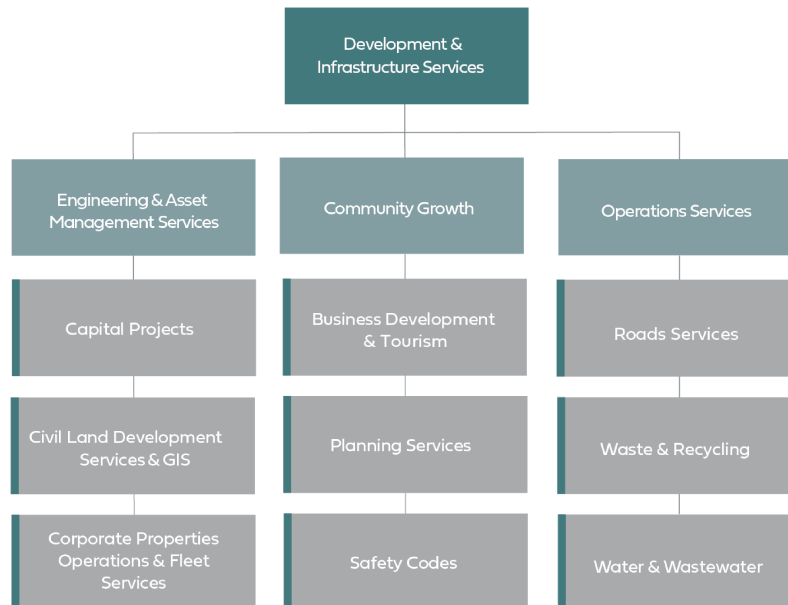 Development &
Infrastructure Services
Engineering & Asset
Management Services
Community Growth
Operations Services
Capital Projects
Business Development
& Tourism
Roads Services
Civil Land Development
Services & GIS
Planning Services
Waste & Recycling
Corporate Properties
Operations & Fleet
Services
Safety Codes
Water & Wastewater